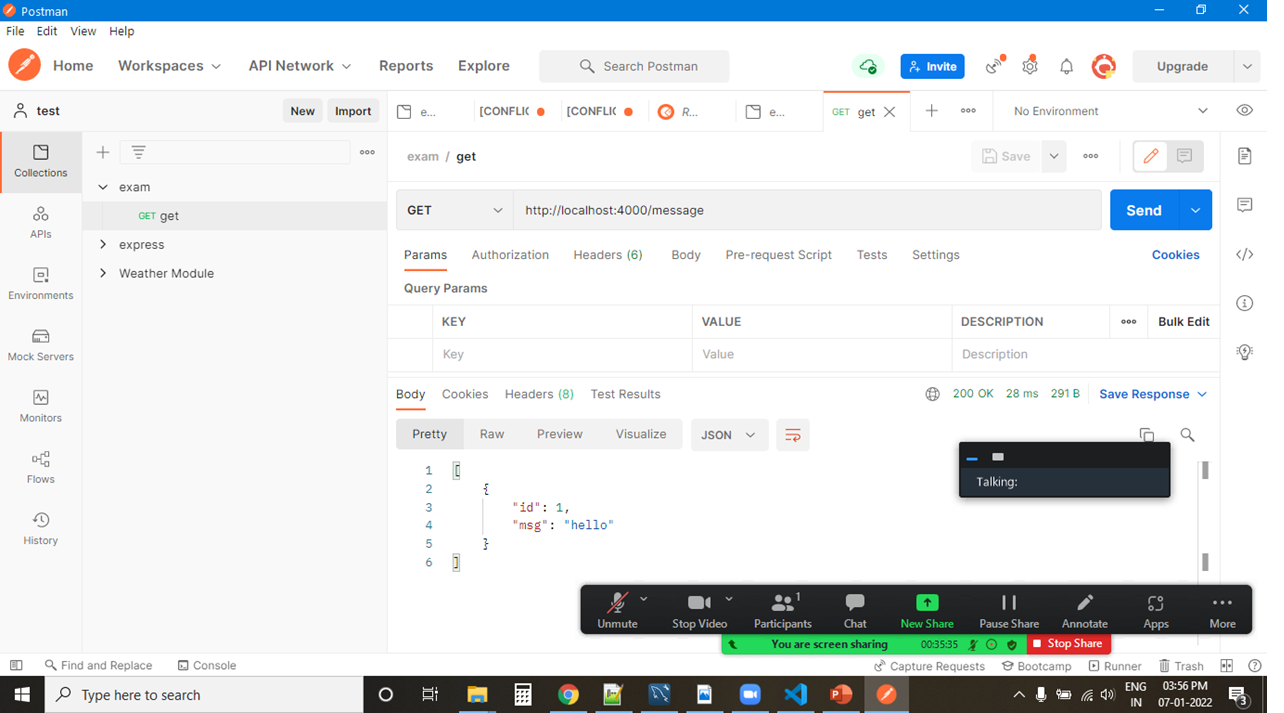 Postman
File Edit View Help
Home Workspaces API Network Reports Explore Search Postman Invite Upgrade
test New Import e... [CONFLIC [CONFLIC R... e... GET get No Environment
exam / get Save
Collections
APIs
Environments
Mock Servers
Monitors
Flows
History
exam
GET get
express
Weather Module
GET http://localhost:4000/message Send
Params Authorization Headers (6) Body Pre-request Script Tests Settings Cookies
Query Params
KEY VALUE DESCRIPTION Bulk Edit
Key Value Description
Body Cookies Headers (8) Test Results 200 OK 28 ms 291 B Save Response
Pretty Raw Preview Visualize JSON
Talking:
1 [
2 {
3 "id": 1,
4 "msg": "hello"
5 }
6 ]
Unmute Stop Video Participants 1 Chat New Share Pause Share Annotate Apps More
You are screen sharing 00:35:35 Stop Share
Find and Replace Console Capture Requests Bootcamp Runner Trash
Type here to search
ENG 03:56 PM
IN 07-01-2022 3